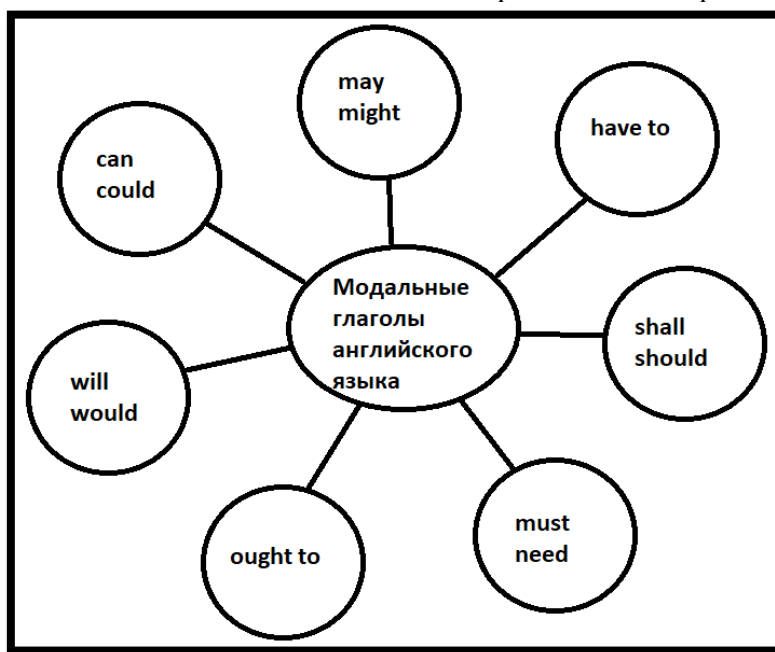 may
might
have to
can
could
Модальные
глаголы
английского
языка
shall
should
will
would
must
need
ought to